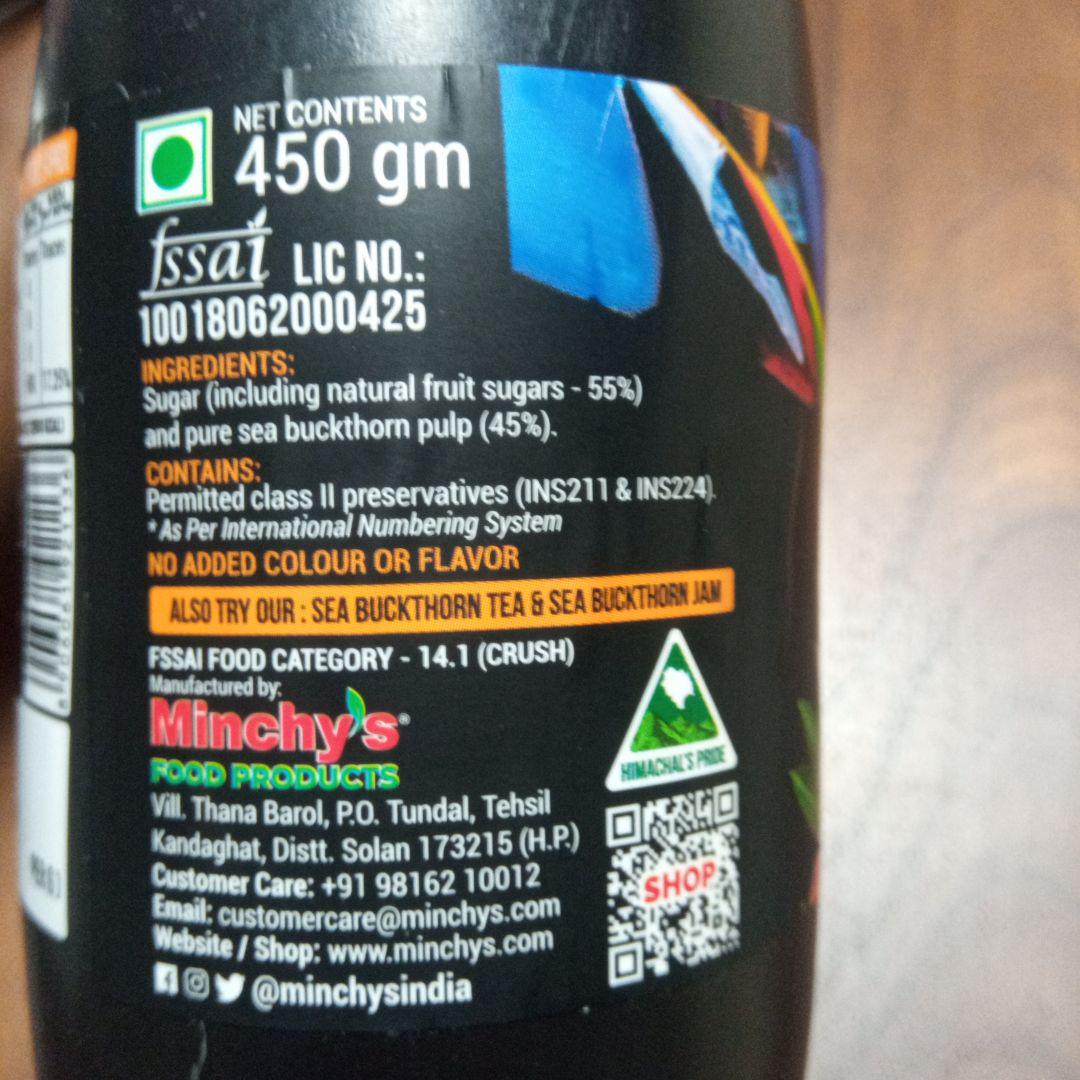 NET CONTENTS
450 gm
fssai LIC NO.:
10018062000425
INGREDIENTS:
Sugar (including natural fruit sugars - 55%)
and pure sea buckthorn pulp (45%).
CONTAINS:
Permitted class II preservatives (INS211 & INS224).
* As Per International Numbering System
NO ADDED COLOUR OR FLAVOR
ALSO TRY OUR : SEA BUCKTHORN TEA & SEA BUCKTHORN JAM
FSSAI FOOD CATEGORY - 14.1 (CRUSH)
Manufactured by:
Minchy's®
FOOD PRODUCTS
HIMACHAL'S PRIDE
Vill. Thana Barol, P.O. Tundal, Tehsil
Kandaghat, Distt. Solan 173215 (H.P.)
Customer Care: +91 98162 10012
Email: customercare@minchys.com
Website / Shop: www.minchys.com
@minchysindia
SHOP